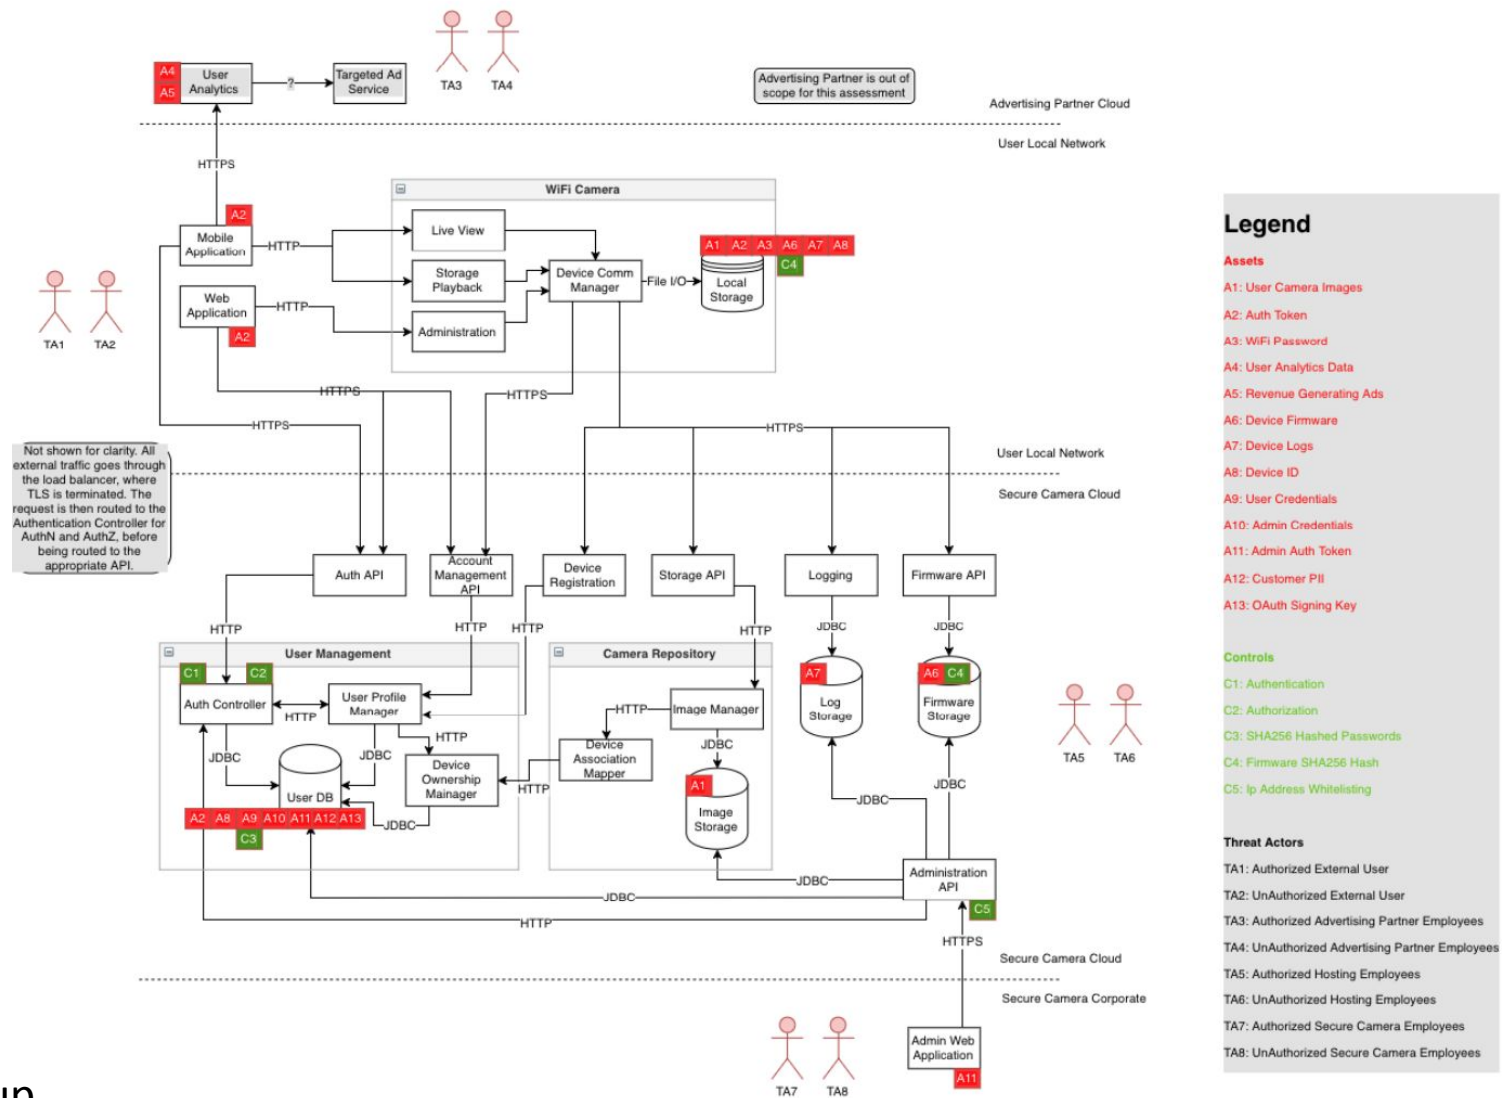 TA3
TA4
A4
A5
User
Analytics
?
Targeted Ad
Service
Advertising Partner is out of
scope for this assessment
Advertising Partner Cloud
User Local Network
HTTPS
WiFi Camera
A2
Mobile
Application
HTTP
Live View
Storage
Playback
Device Comm
Manager
File I/O
A1 A2 A3 A6 A7 A8
C4
Local
Storage
TA1
TA2
Web
Application
A2
HTTP
Administration
HTTPS
HTTPS
HTTPS
HTTPS
Not shown for clarity. All
external traffic goes through
the load balancer, where
TLS is terminated. The
request is then routed to the
Authentication Controller for
AuthN and AuthZ, before
being routed to the
appropriate API.
User Local Network
Secure Camera Cloud
Auth API
Account
Management
API
Device
Registration
Storage API
Logging
Firmware API
HTTP
HTTP
HTTP
HTTP
JDBC
JDBC
User Management
Camera Repository
C1
C2
Auth Controller
HTTP
User Profile
Manager
HTTP
JDBC
JDBC
User DB
A2 A8 A9 A10 A11 A12 A13
C3
Device
Ownership
Mainager
JDBC
HTTP
HTTP
Image Manager
Device
Association
Mapper
JDBC
A1
Image
Storage
A7
Log
Storage
A6 C4
Firmware
Storage
TA5
TA6
JDBC
JDBC
JDBC
JDBC
HTTP
Administration
API
C5
HTTPS
Secure Camera Cloud
Secure Camera Corporate
TA7
TA8
Admin Web
Application
A11
up
Legend
Assets
A1: User Camera Images
A2: Auth Token
A3: WiFi Password
A4: User Analytics Data
A5: Revenue Generating Ads
A6: Device Firmware
A7: Device Logs
A8: Device ID
A9: User Credentials
A10: Admin Credentials
A11: Admin Auth Token
A12: Customer PII
A13: OAuth Signing Key
Controls
C1: Authentication
C2: Authorization
C3: SHA256 Hashed Passwords
C4: Firmware SHA256 Hash
C5: Ip Address Whitelisting
Threat Actors
TA1: Authorized External User
TA2: UnAuthorized External User
TA3: Authorized Advertising Partner Employees
TA4: UnAuthorized Advertising Partner Employees
TA5: Authorized Hosting Employees
TA6: UnAuthorized Hosting Employees
TA7: Authorized Secure Camera Employees
TA8: UnAuthorized Secure Camera Employees